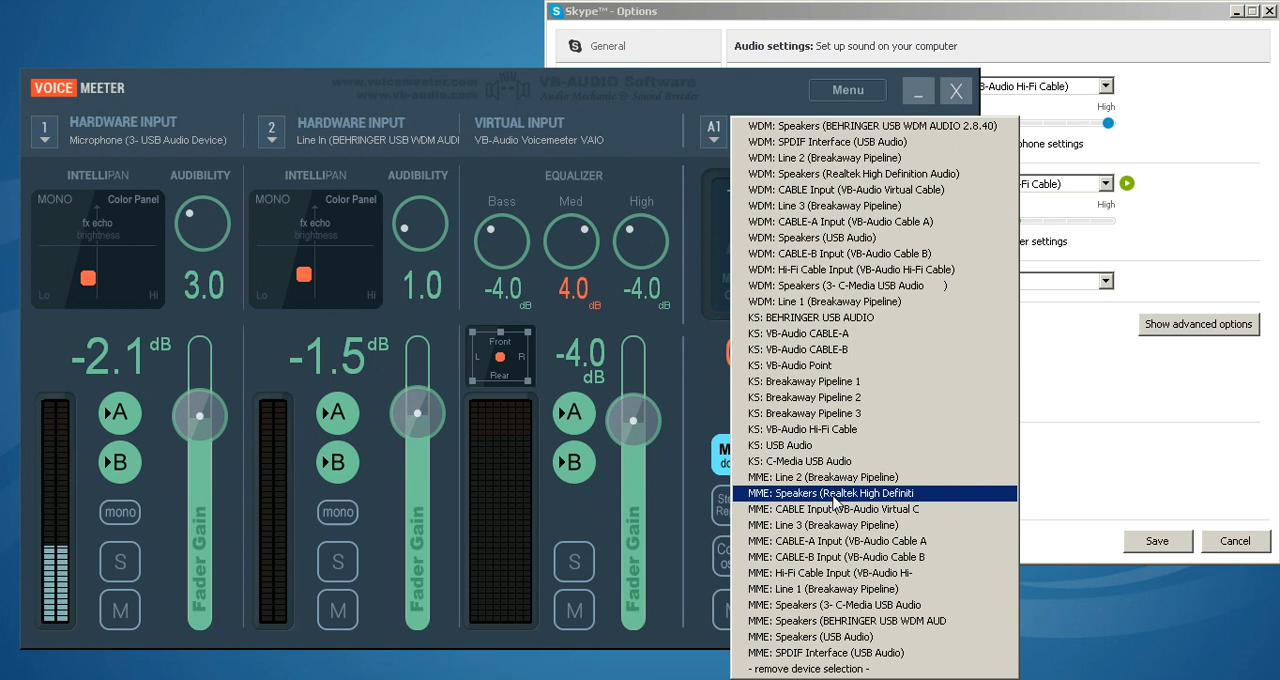 Skype™ - Options
General
Audio settings: Set up sound on your computer
www.voicemeeter.com
www.vb-audio.com
VB-AUDIO Software
Audio Mechanic & Sound Breeder
VOICE MEETER
Menu
_
X
B-Audio Hi-Fi Cable)
High
phone settings
-Fi Cable)
High
er settings
Show advanced options
Save
Cancel
1
HARDWARE INPUT
Microphone (3- USB Audio Device)
2
HARDWARE INPUT
Line In (BEHRINGER USB WDM AUDI
VIRTUAL INPUT
VB-Audio Voicemeeter VAIO
A1
INTELLIPAN
AUDIBILITY
MONO
Color Panel
fx echo
brightness
Lo
Hi
3.0
INTELLIPAN
AUDIBILITY
MONO
Color Panel
fx echo
brightness
Lo
Hi
1.0
EQUALIZER
Bass
Med
High
-4.0
dB
4.0
dB
-4.0
dB
-2.1 dB
A
B
mono
S
M
Fader Gain
-1.5 dB
A
B
mono
S
M
Fader Gain
Front
L
R
Rear
-4.0
dB
A
B
S
M
Fader Gain
WDM: Speakers (BEHRINGER USB WDM AUDIO 2.8.40)
WDM: SPDIF Interface (USB Audio)
WDM: Line 2 (Breakaway Pipeline)
WDM: Speakers (Realtek High Definition Audio)
WDM: CABLE Input (VB-Audio Virtual Cable)
WDM: Line 3 (Breakaway Pipeline)
WDM: CABLE-A Input (VB-Audio Cable A)
WDM: Speakers (USB Audio)
WDM: CABLE-B Input (VB-Audio Cable B)
WDM: Hi-Fi Cable Input (VB-Audio Hi-Fi Cable)
WDM: Speakers (3- C-Media USB Audio )
WDM: Line 1 (Breakaway Pipeline)
KS: BEHRINGER USB AUDIO
KS: VB-Audio CABLE-A
KS: VB-Audio CABLE-B
KS: VB-Audio Point
KS: Breakaway Pipeline 1
KS: Breakaway Pipeline 2
KS: Breakaway Pipeline 3
KS: VB-Audio Hi-Fi Cable
KS: USB Audio
KS: C-Media USB Audio
MME: Line 2 (Breakaway Pipeline)
MME: Speakers (Realtek High Definiti
MME: CABLE Input (VB-Audio Virtual C
MME: Line 3 (Breakaway Pipeline)
MME: CABLE-A Input (VB-Audio Cable A
MME: CABLE-B Input (VB-Audio Cable B
MME: Hi-Fi Cable Input (VB-Audio Hi-
MME: Line 1 (Breakaway Pipeline)
MME: Speakers (3- C-Media USB Audio
MME: Speakers (BEHRINGER USB WDM AUD
MME: Speakers (USB Audio)
MME: SPDIF Interface (USB Audio)
- remove device selection -